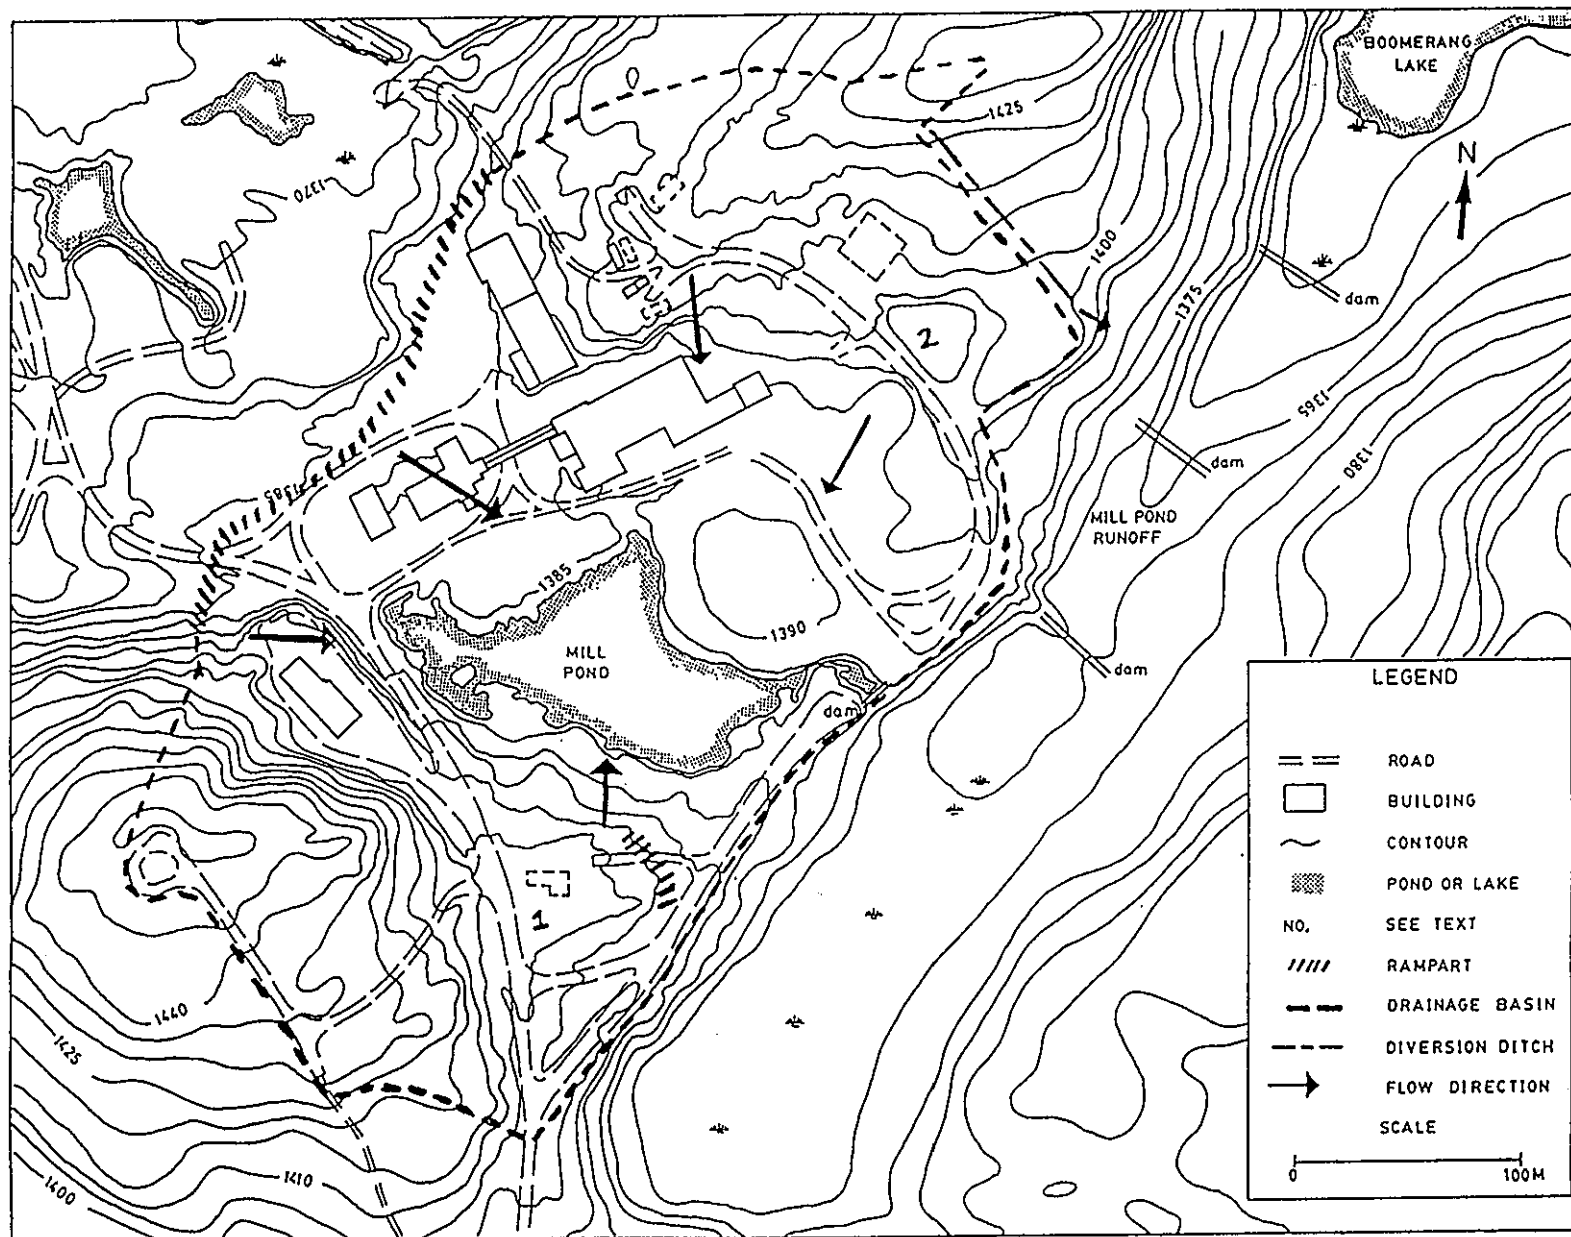 BOOMERANG
LAKE
1425
N
1370
1400
1375
dam
2
1365
dam
1380
1385
MILL POND
RUNOFF
1385
1390
MILL
POND
dam
dam
LEGEND
ROAD
BUILDING
CONTOUR
POND OR LAKE
NO. SEE TEXT
RAMPART
DRAINAGE BASIN
DIVERSION DITCH
FLOW DIRECTION
SCALE
0 100M
1
1440
1425
1410
1400